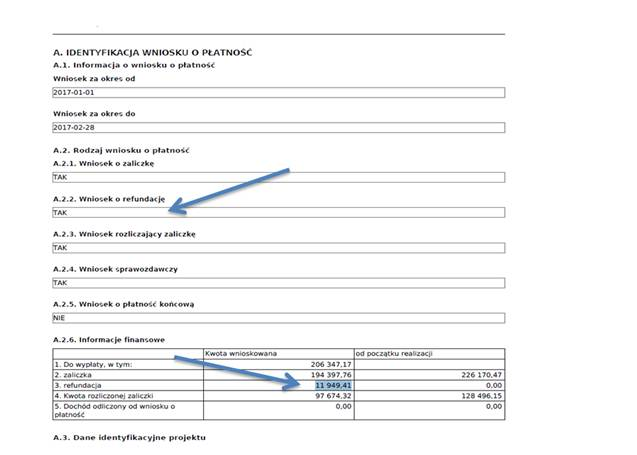 A. IDENTYFIKACJA WNIOSKU O PŁATNOŚĆ
A.1. Informacja o wniosku o płatność
Wniosek za okres od
2017-01-01
Wniosek za okres do
2017-02-28
A.2. Rodzaj wniosku o płatność
A.2.1. Wniosek o zaliczkę
TAK
A.2.2. Wniosek o refundację
TAK
A.2.3. Wniosek rozliczający zaliczkę
TAK
A.2.4. Wniosek sprawozdawczy
TAK
A.2.5. Wniosek o płatność końcową
NIE
A.2.6. Informacje finansowe
Kwota wnioskowana od początku realizacji
1. Do wypłaty, w tym: 206 347,17
2. zaliczka 194 397,76 226 170,47
3. refundacja 11 949,41 0,00
4. Kwota rozliczonej zaliczki 97 674,32 128 496,15
5. Dochód odliczony od wniosku o płatność 0,00 0,00
A.3. Dane identyfikacyjne projektu